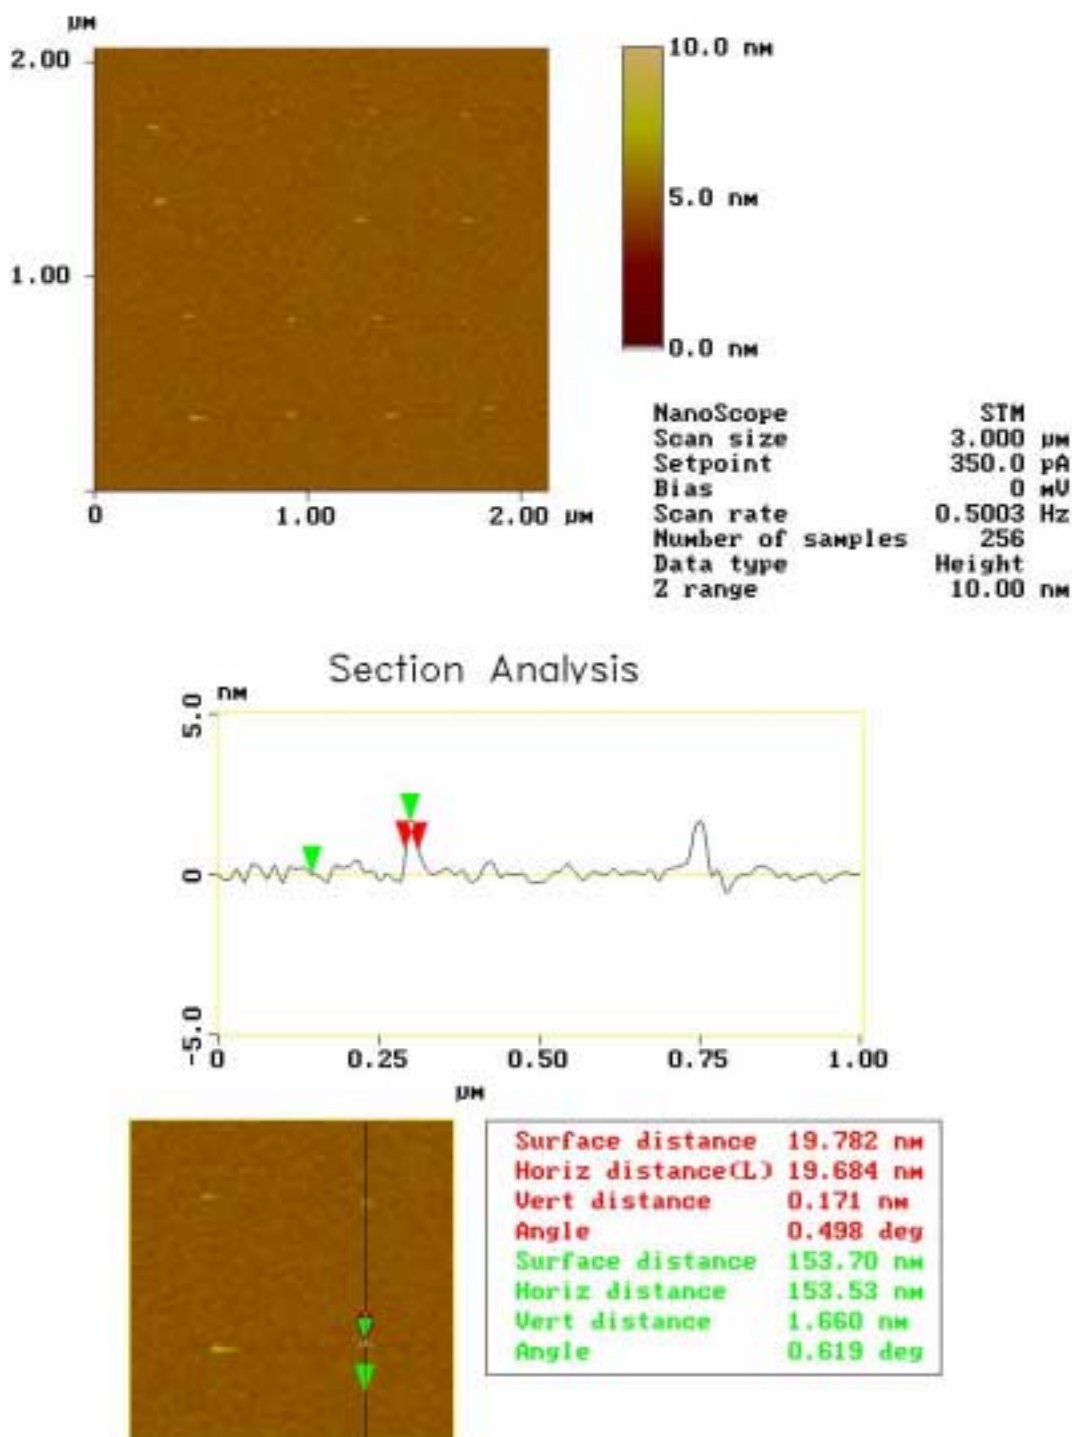 µm
2.00
1.00
0 1.00 2.00 µm
10.0 nm
5.0 nm
0.0 nm
NanoScope STM
Scan size 3.000 µm
Setpoint 350.0 pA
Bias 0 mV
Scan rate 0.5003 Hz
Number of samples 256
Data type Height
Z range 10.00 nm
Section Analysis
nm
5.0
0
-5.0
0 0.25 0.50 0.75 1.00
µm
Surface distance 19.782 nm
Horiz distance(L) 19.684 nm
Vert distance 0.171 nm
Angle 0.498 deg
Surface distance 153.70 nm
Horiz distance 153.53 nm
Vert distance 1.660 nm
Angle 0.619 deg